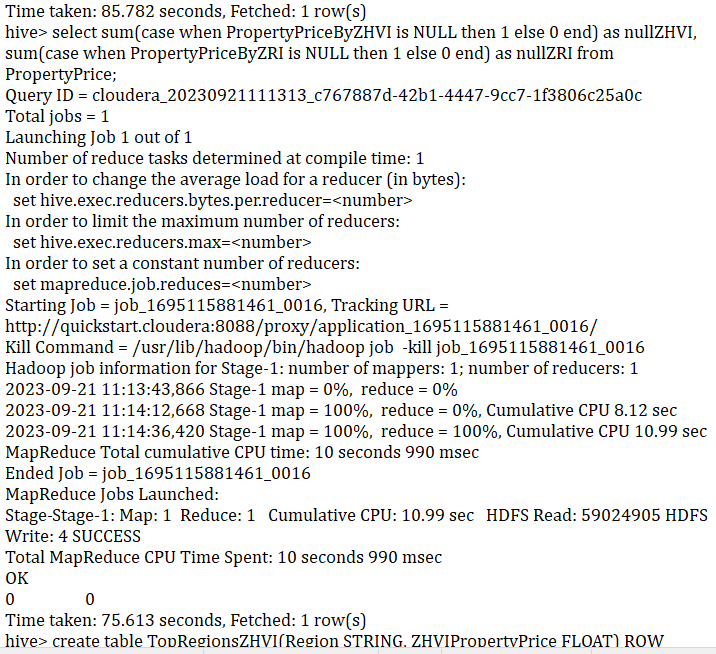 Time taken: 85.782 seconds, Fetched: 1 row(s)
hive> select sum(case when PropertyPriceByZHVI is NULL then 1 else 0 end) as nullZHVI,
sum(case when PropertyPriceByZRI is NULL then 1 else 0 end) as nullZRI from
PropertyPrice;
Query ID = cloudera_20230921111313_c767887d-42b1-4447-9cc7-1f3806c25a0c
Total jobs = 1
Launching Job 1 out of 1
Number of reduce tasks determined at compile time: 1
In order to change the average load for a reducer (in bytes):
  set hive.exec.reducers.bytes.per.reducer=<number>
In order to limit the maximum number of reducers:
  set hive.exec.reducers.max=<number>
In order to set a constant number of reducers:
  set mapreduce.job.reduces=<number>
Starting Job = job_1695115881461_0016, Tracking URL =
http://quickstart.cloudera:8088/proxy/application_1695115881461_0016/
Kill Command = /usr/lib/hadoop/bin/hadoop job  -kill job_1695115881461_0016
Hadoop job information for Stage-1: number of mappers: 1; number of reducers: 1
2023-09-21 11:13:43,866 Stage-1 map = 0%,  reduce = 0%
2023-09-21 11:14:12,668 Stage-1 map = 100%,  reduce = 0%, Cumulative CPU 8.12 sec
2023-09-21 11:14:36,420 Stage-1 map = 100%,  reduce = 100%, Cumulative CPU 10.99 sec
MapReduce Total cumulative CPU time: 10 seconds 990 msec
Ended Job = job_1695115881461_0016
MapReduce Jobs Launched:
Stage-Stage-1: Map: 1  Reduce: 1   Cumulative CPU: 10.99 sec   HDFS Read: 59024905 HDFS
Write: 4 SUCCESS
Total MapReduce CPU Time Spent: 10 seconds 990 msec
OK
0	0
Time taken: 75.613 seconds, Fetched: 1 row(s)
hive> create table TopRegionsZHVI(Region STRING, ZHVIPropertyPrice FLOAT) ROW